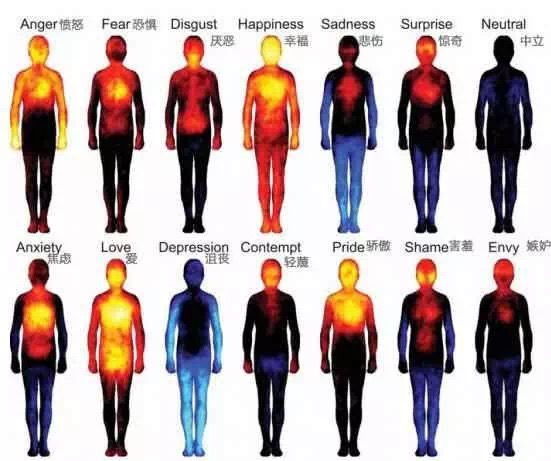 Anger 愤怒 Fear 恐惧 Disgust 厌恶 Happiness 幸福 Sadness 悲伤 Surprise 惊奇 Neutral 中立
Anxiety 焦虑 Love 爱 Depression 沮丧 Contempt 轻蔑 Pride 骄傲 Shame 害羞 Envy 嫉妒